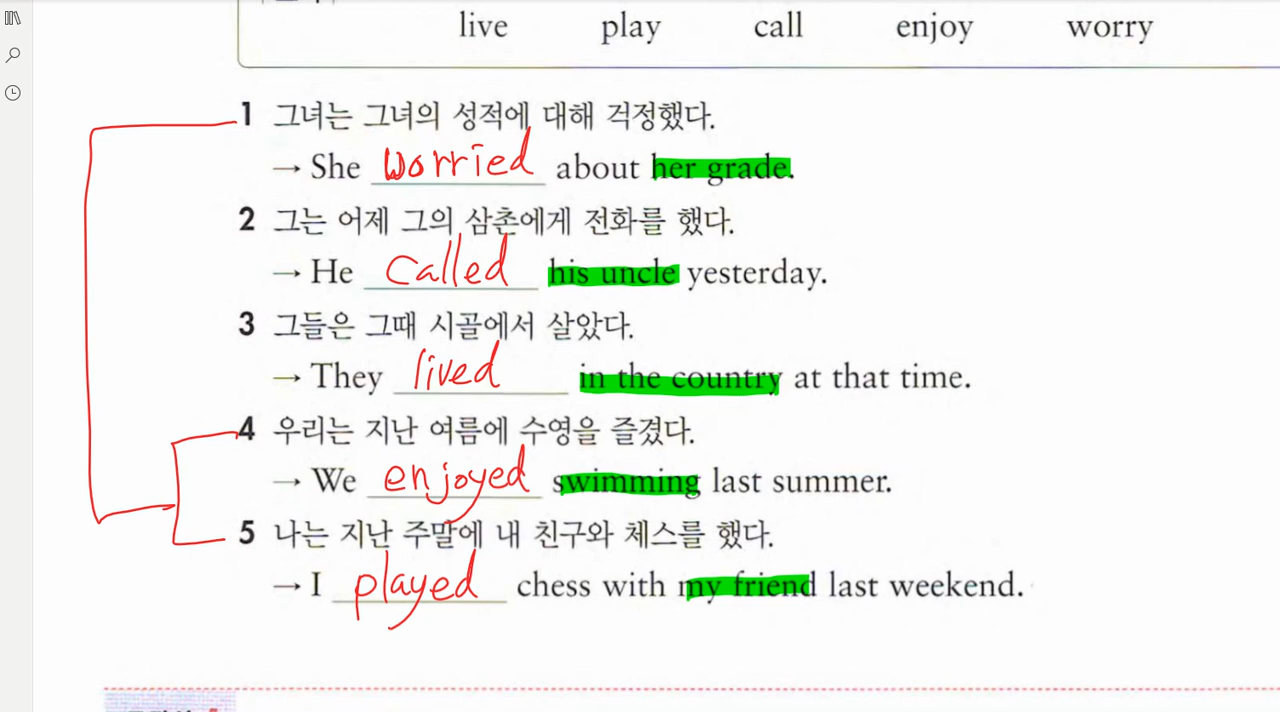 live play call enjoy worry
1 그녀는 그녀의 성적에 대해 걱정했다.
→ She worried about her grade.
2 그는 어제 그의 삼촌에게 전화를 했다.
→ He called his uncle yesterday.
3 그들은 그때 시골에서 살았다.
→ They lived in the country at that time.
4 우리는 지난 여름에 수영을 즐겼다.
→ We enjoyed swimming last summer.
5 나는 지난 주말에 내 친구와 체스를 했다.
→ I played chess with my friend last weekend.